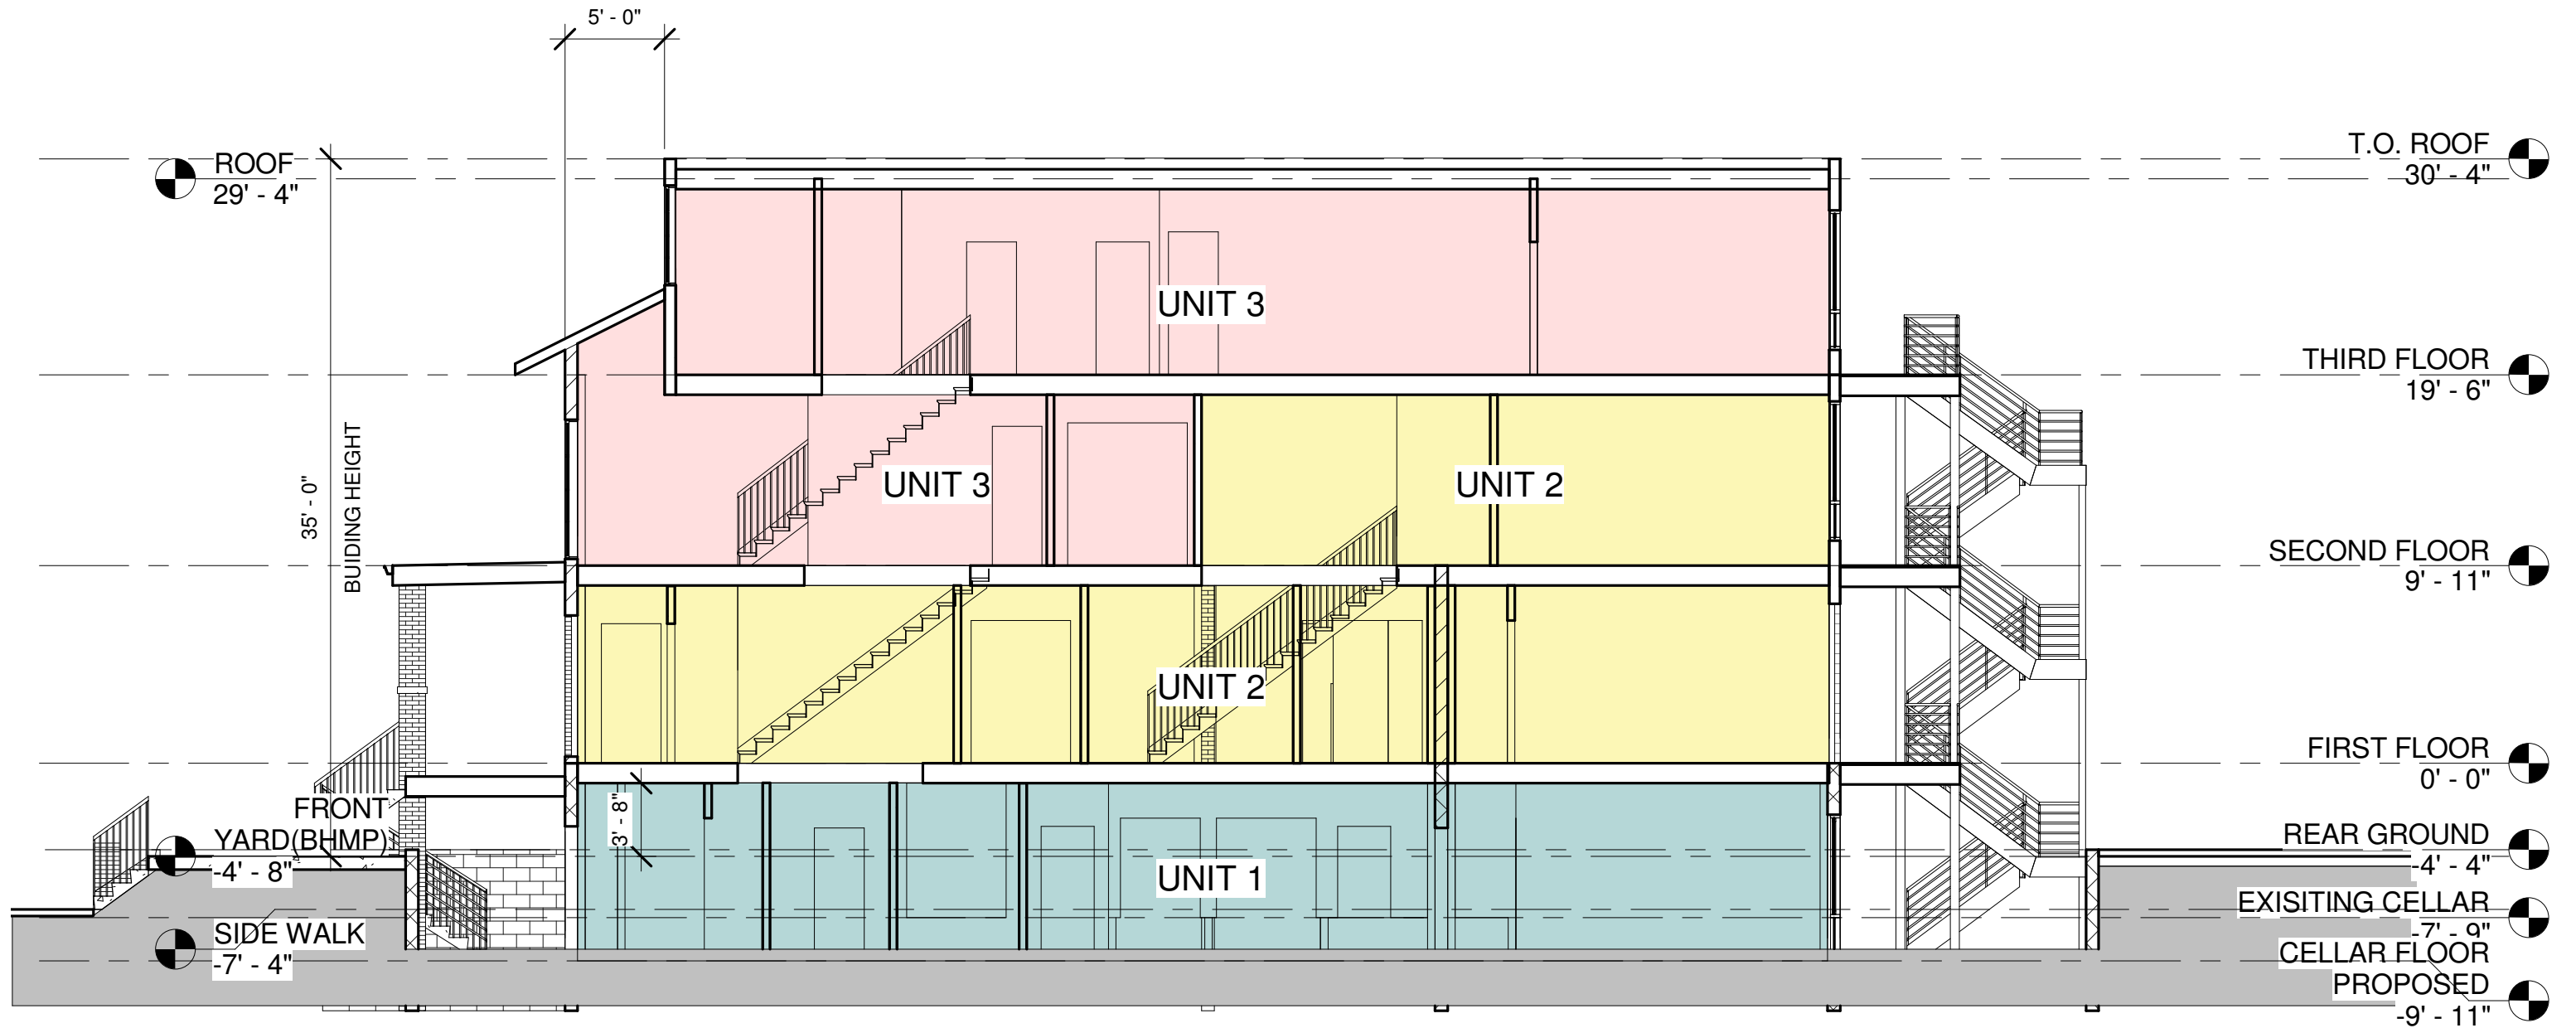 5' - 0"
ROOF
29' - 4"
T.O. ROOF
30' - 4"
UNIT 3
THIRD FLOOR
19' - 6"
35' - 0"
BUIDING HEIGHT
UNIT 3
UNIT 2
SECOND FLOOR
9' - 11"
UNIT 2
FIRST FLOOR
0' - 0"
3' - 8"
FRONT
YARD(BHMP)
-4' - 8"
REAR GROUND
-4' - 4"
UNIT 1
SIDE WALK
-7' - 4"
EXISITING CELLAR
-7' - 9"
CELLAR FLOOR
PROPOSED
-9' - 11"